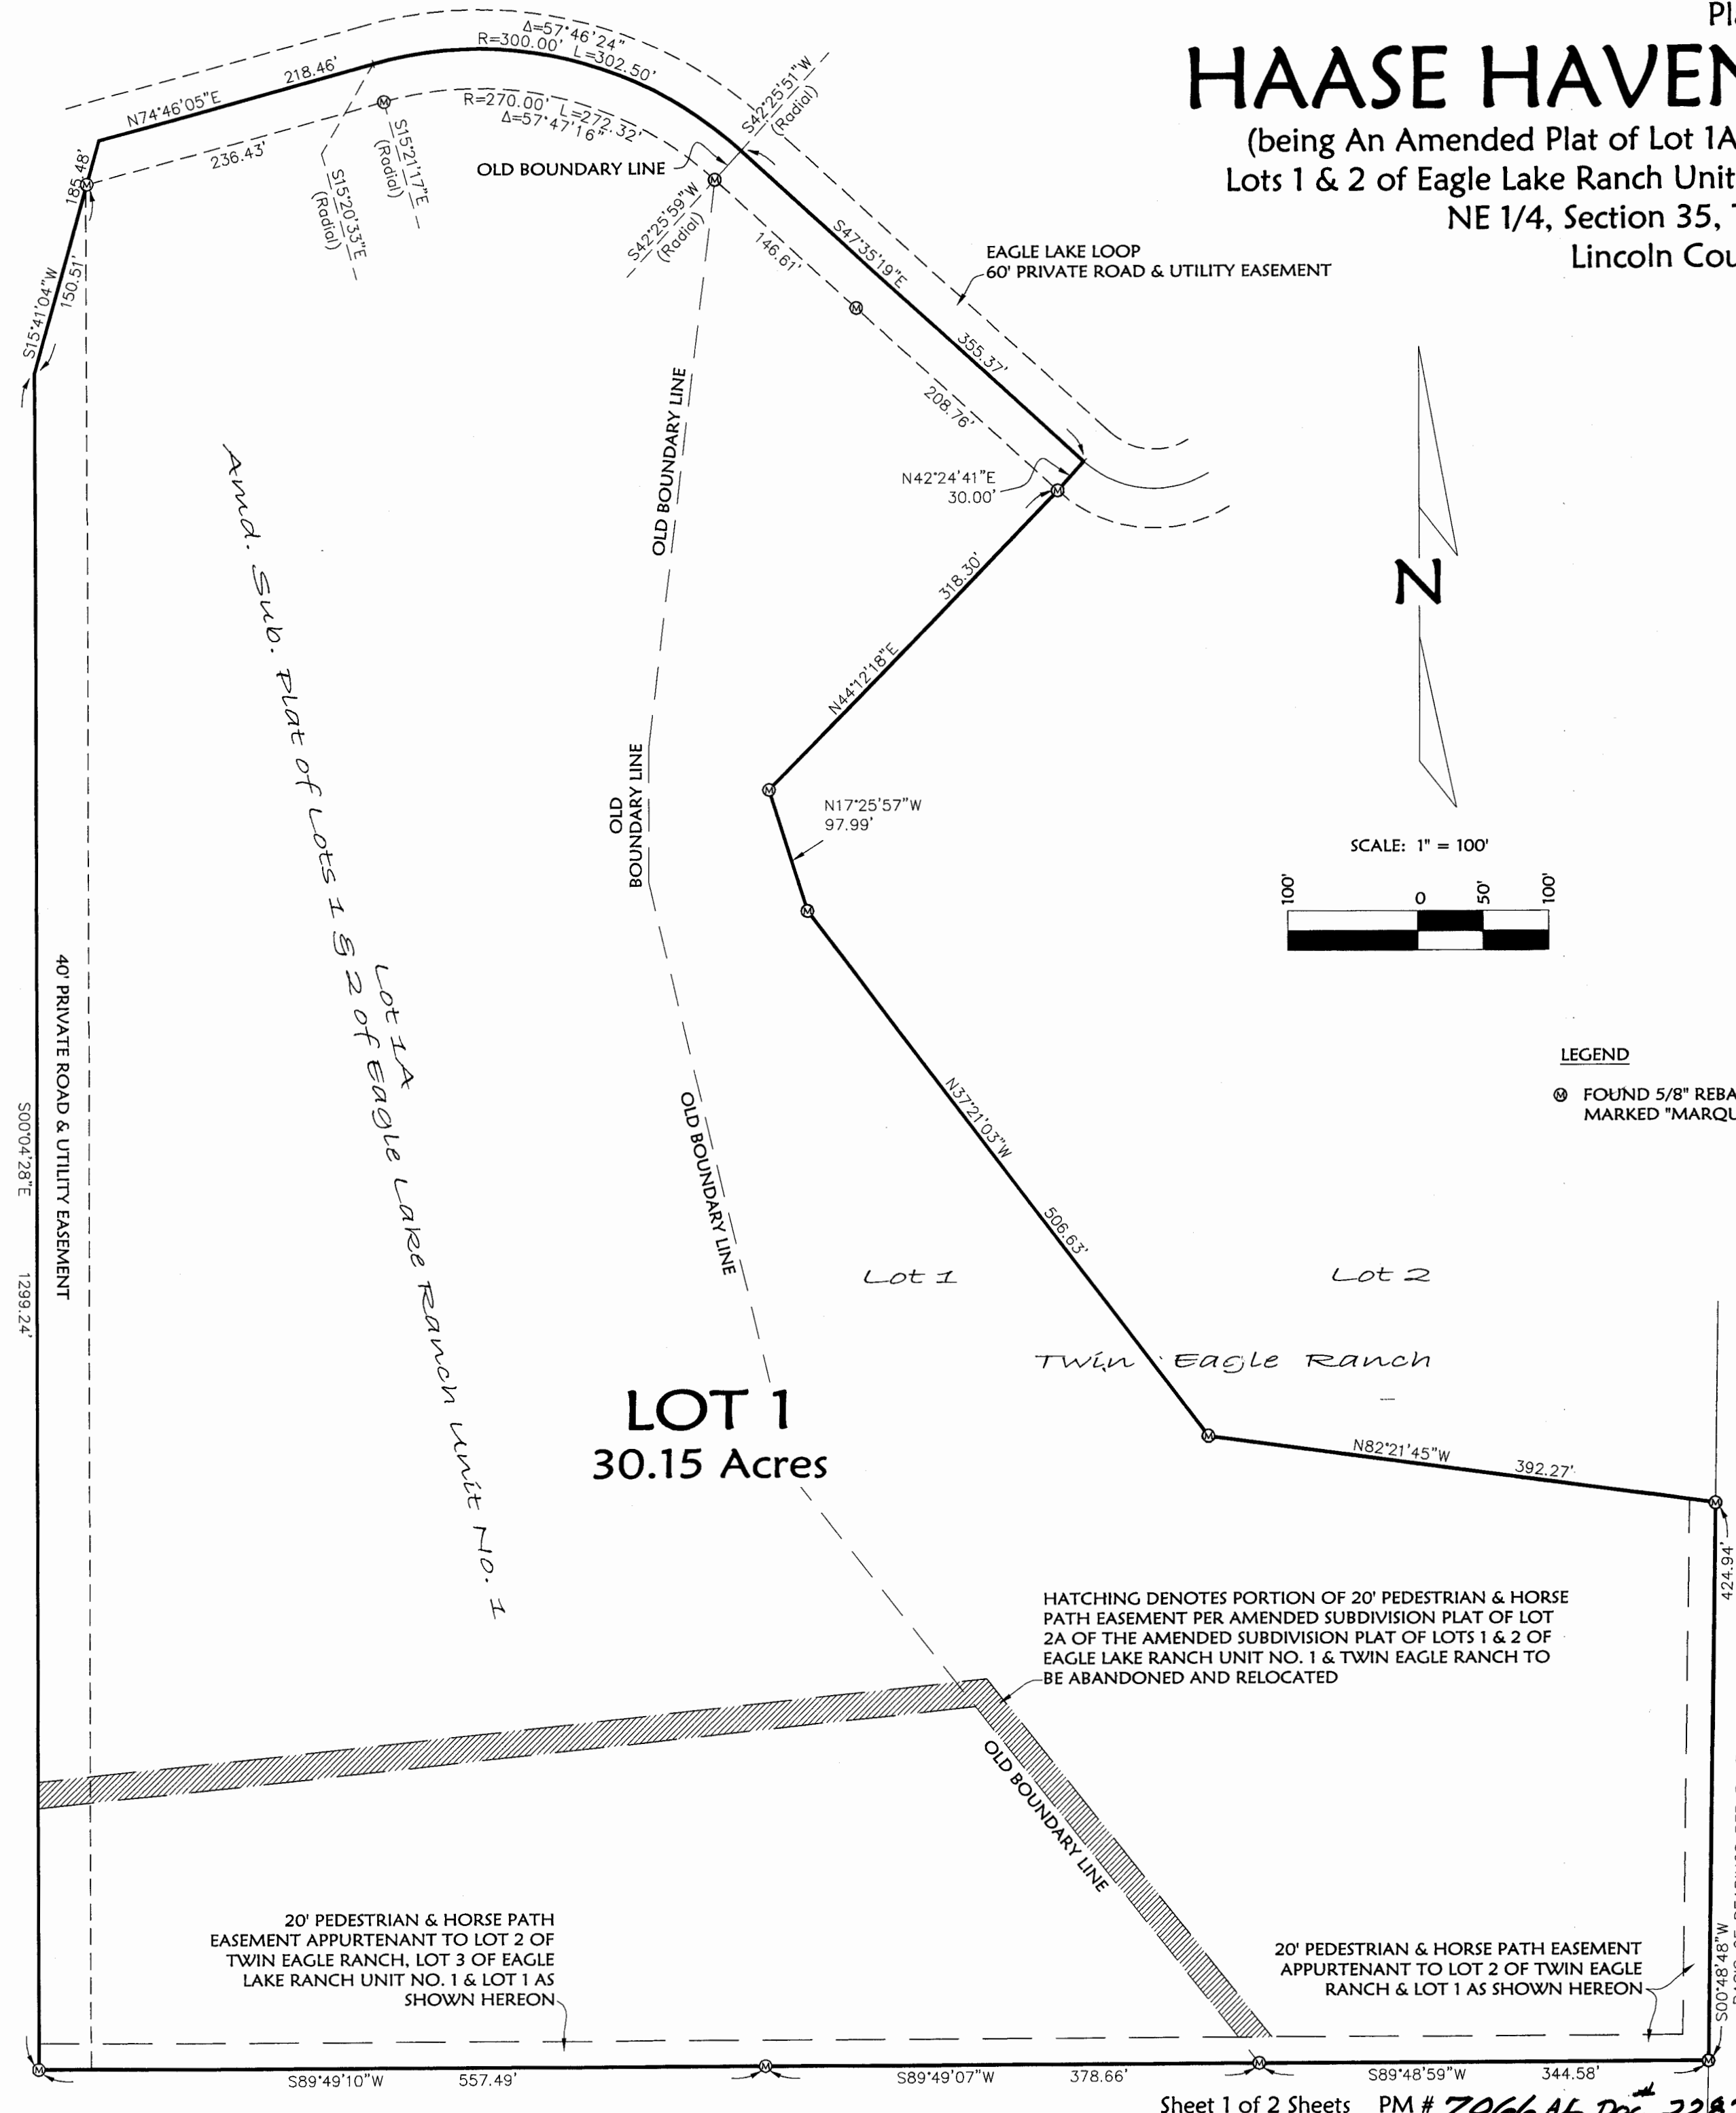 HAASE HAVEN
(being An Amended Plat of Lot 1A
Lots 1 & 2 of Eagle Lake Ranch Unit
NE 1/4, Section 35,
Lincoln
Δ=57°46'24"
R=300.00' L=302.50'
218.46'
N74°46'05"E
R=270.00' L=272.32'
Δ=57°47'16"
236.43'
S42°25'51"W
(Radial)
S15°21'17"E
(Radial)
S15°20'33"E
(Radial)
OLD BOUNDARY LINE
S42°25'59"W
(Radial)
185.48'
150.51'
S15°41'04"W
146.61'
S47°35'19"E
355.37'
208.76'
EAGLE LAKE LOOP
60' PRIVATE ROAD & UTILITY EASEMENT
N42°24'41"E
30.00'
OLD BOUNDARY LINE
318.30'
N44°12'18"E
N
And. Sub. Plat of Lots 1 & 2 of Eagle Lake Ranch Unit No. 1
Lot 1A
OLD
BOUNDARY LINE
N17°25'57"W
97.99'
SCALE: 1" = 100'
100' 0 50' 100'
LEGEND
Ⓜ FOUND 5/8"
MARKED
40' PRIVATE ROAD & UTILITY EASEMENT
S00°04'28"E 1299.24'
OLD BOUNDARY LINE
N37°21'03"W
506.63'
Lot 1
Lot 2
Twin Eagle Ranch
LOT 1
30.15 Acres
N82°21'45"W 392.27'
424.94'
HATCHING DENOTES PORTION OF 20' PEDESTRIAN & HORSE
PATH EASEMENT PER AMENDED SUBDIVISION PLAT OF LOT
2A OF THE AMENDED SUBDIVISION PLAT OF LOTS 1 & 2 OF
EAGLE LAKE RANCH UNIT NO. 1 & TWIN EAGLE RANCH TO
BE ABANDONED AND RELOCATED
OLD BOUNDARY LINE
20' PEDESTRIAN & HORSE PATH
EASEMENT APPURTENANT TO LOT 2 OF
TWIN EAGLE RANCH, LOT 3 OF EAGLE
LAKE RANCH UNIT NO. 1 & LOT 1 AS
SHOWN HEREON
20' PEDESTRIAN & HORSE PATH EASEMENT
APPURTENANT TO LOT 2 OF TWIN EAGLE
RANCH & LOT 1 AS SHOWN HEREON
S00°48'48"W
S89°49'10"W 557.49'
S89°49'07"W 378.66'
S89°48'59"W 344.58'
Sheet 1 of 2 Sheets PM # 7066